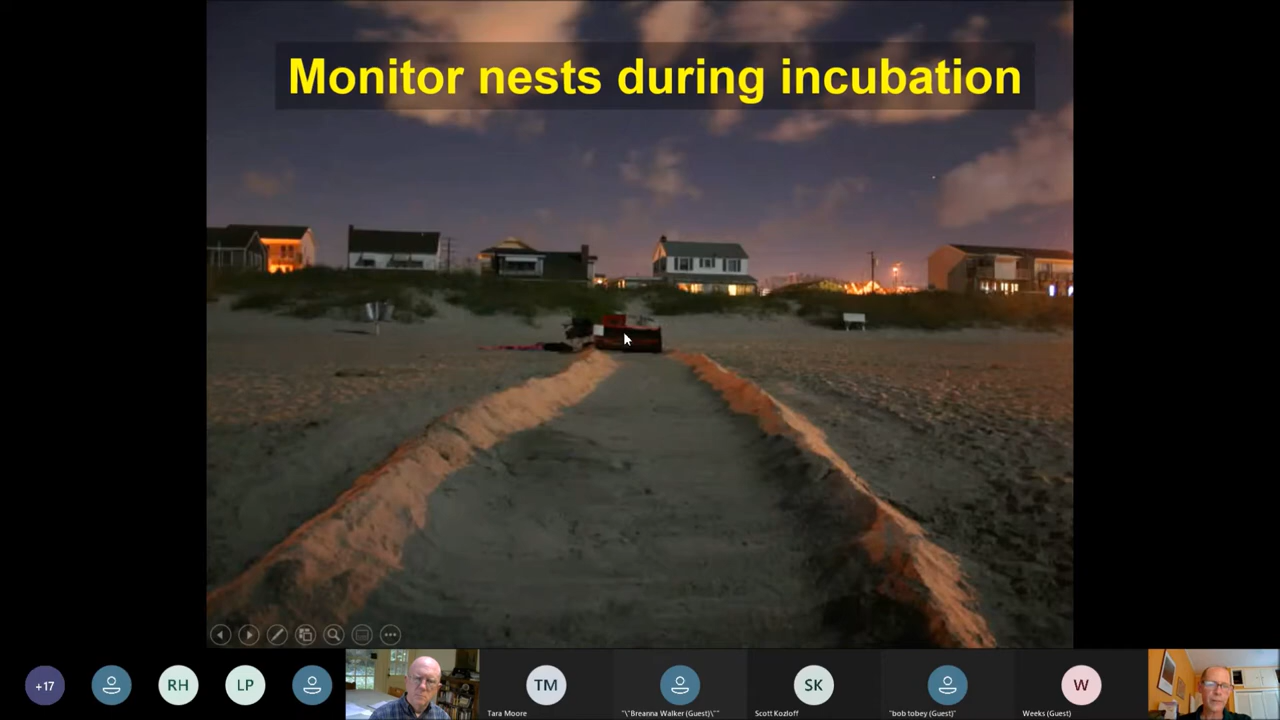 Monitor nests during incubation
+17
RH
LP
TM
SK
W
Tara Moore
"\"Breanna Walker (Guest)\""
Scott Kozloff
"bob tobey (Guest)"
Weeks (Guest)